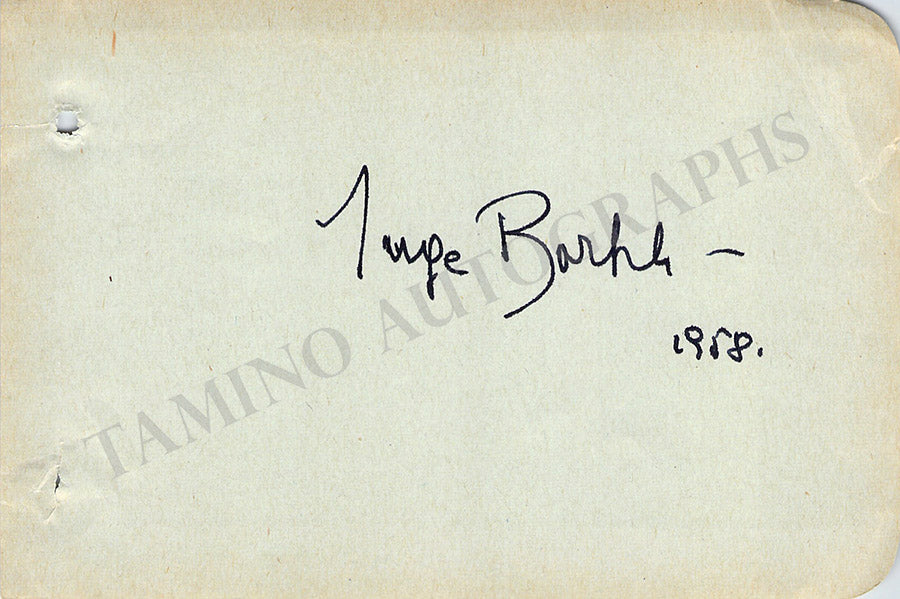 Inge Borkh –
1958.
TAMINO AUTOGRAPHS